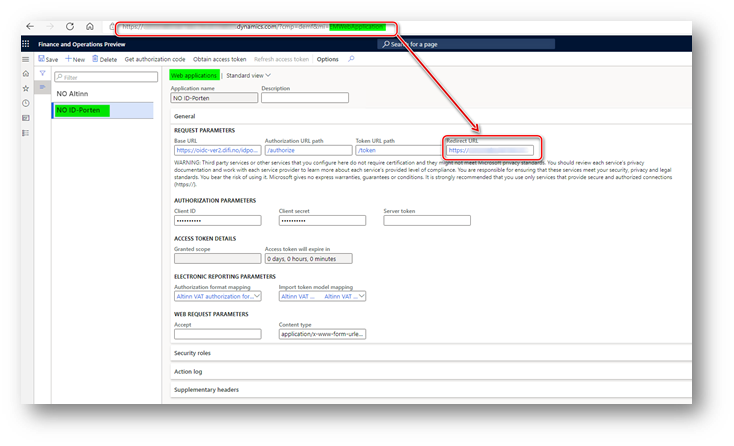 https://
.dynamics.com/?cmp=demf&mi=EMWebApplication
Finance and Operations Preview
Search for a page
Save New Delete Get authorization code Obtain access token Refresh access token Options
Filter
NO Altinn
NO ID-Porten
Web applications | Standard view
Application name Description
NO ID-Porten
General
REQUEST PARAMETERS
Base URL Authorization URL path Token URL path Redirect URL
https://oidc-ver2.difi.no/idpo... /authorize /token https://
WARNING: Third party services or other services that you configure here do not require certification and they might not meet Microsoft privacy standards. You should review each service's privacy
documentation and work with each service provider to learn more about each service's provided level of compliance. You are responsible for ensuring that these services meet your security, privacy and legal
standards. You bear the risk of using it. Microsoft gives no express warranties, guarantees or conditions. It is strongly recommended that you use only services that provide secure and authorized connections
(https://).
AUTHORIZATION PARAMETERS
Client ID Client secret Server token
•••••••••• ••••••••••
ACCESS TOKEN DETAILS
Granted scope Access token will expire in
0 days, 0 hours, 0 minutes
ELECTRONIC REPORTING PARAMETERS
Authorization format mapping Import token model mapping
Altinn VAT authorization for... Altinn VAT ... Altinn VAT ...
WEB REQUEST PARAMETERS
Accept Content type
application/x-www-form-urle...
Security roles
Action log
Supplementary headers